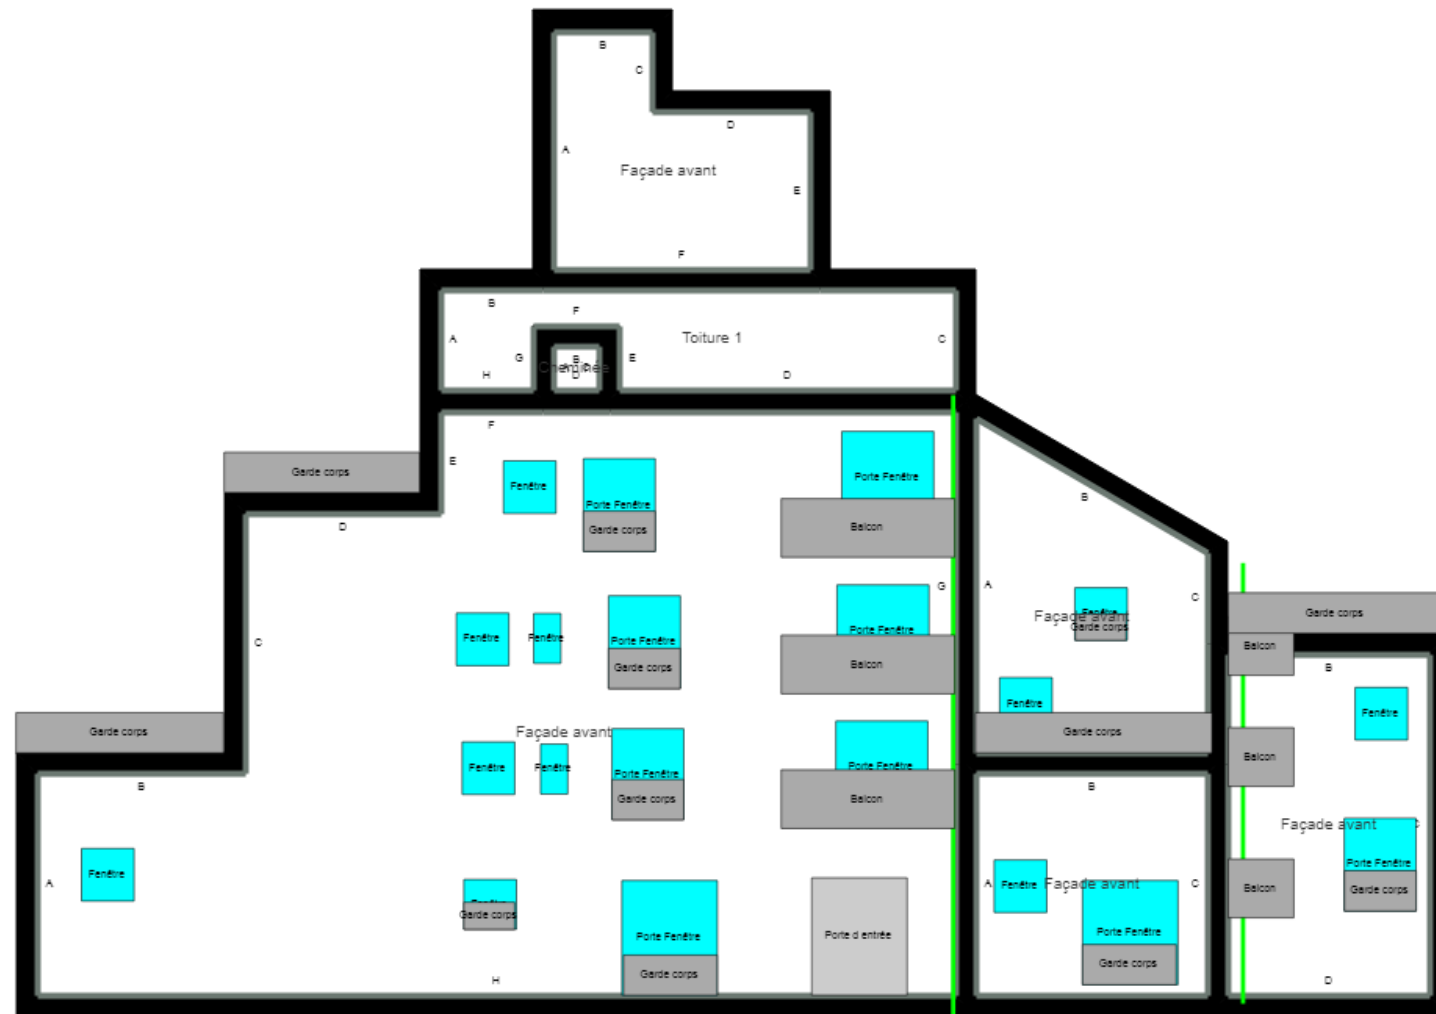 B
C
D
A
Façade avant
E
F
B
F
A
Toiture 1
C
G
B
E
Cheminée
H
D
D
F
E
Garde corps
Porte Fenêtre
Fenêtre
Porte Fenêtre
Garde corps
Balcon
B
D
G
A
C
Fenêtre
Façade avant
Garde corps
Garde corps
Porte Fenêtre
Fenêtre
Fenêtre
Porte Fenêtre
C
Balcon
Garde corps
Balcon
B
Fenêtre
Fenêtre
Garde corps
Garde corps
Façade avant
Balcon
Fenêtre
Fenêtre
Porte Fenêtre
Porte Fenêtre
B
B
Garde corps
Balcon
Façade avant
C
Fenêtre
A
Porte Fenêtre
A
Fenêtre
Façade avant
C
Balcon
Garde corps
Garde corps
Porte Fenêtre
Porte d entrée
Porte Fenêtre
Garde corps
Garde corps
H
D